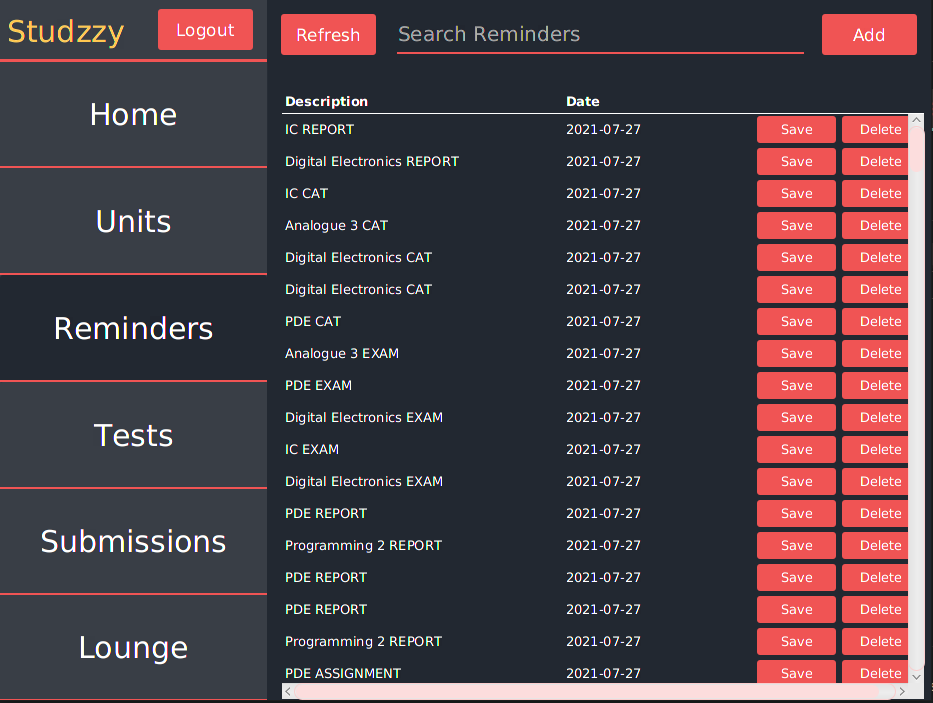 Studzzy Logout
Refresh Search Reminders Add
Home
Units
Reminders
Tests
Submissions
Lounge
Description Date
IC REPORT 2021-07-27 Save Delete
Digital Electronics REPORT 2021-07-27 Save Delete
IC CAT 2021-07-27 Save Delete
Analogue 3 CAT 2021-07-27 Save Delete
Digital Electronics CAT 2021-07-27 Save Delete
Digital Electronics CAT 2021-07-27 Save Delete
PDE CAT 2021-07-27 Save Delete
Analogue 3 EXAM 2021-07-27 Save Delete
PDE EXAM 2021-07-27 Save Delete
Digital Electronics EXAM 2021-07-27 Save Delete
IC EXAM 2021-07-27 Save Delete
Digital Electronics EXAM 2021-07-27 Save Delete
PDE REPORT 2021-07-27 Save Delete
Programming 2 REPORT 2021-07-27 Save Delete
PDE REPORT 2021-07-27 Save Delete
PDE REPORT 2021-07-27 Save Delete
Programming 2 REPORT 2021-07-27 Save Delete
PDE ASSIGNMENT 2021-07-27 Save Delete